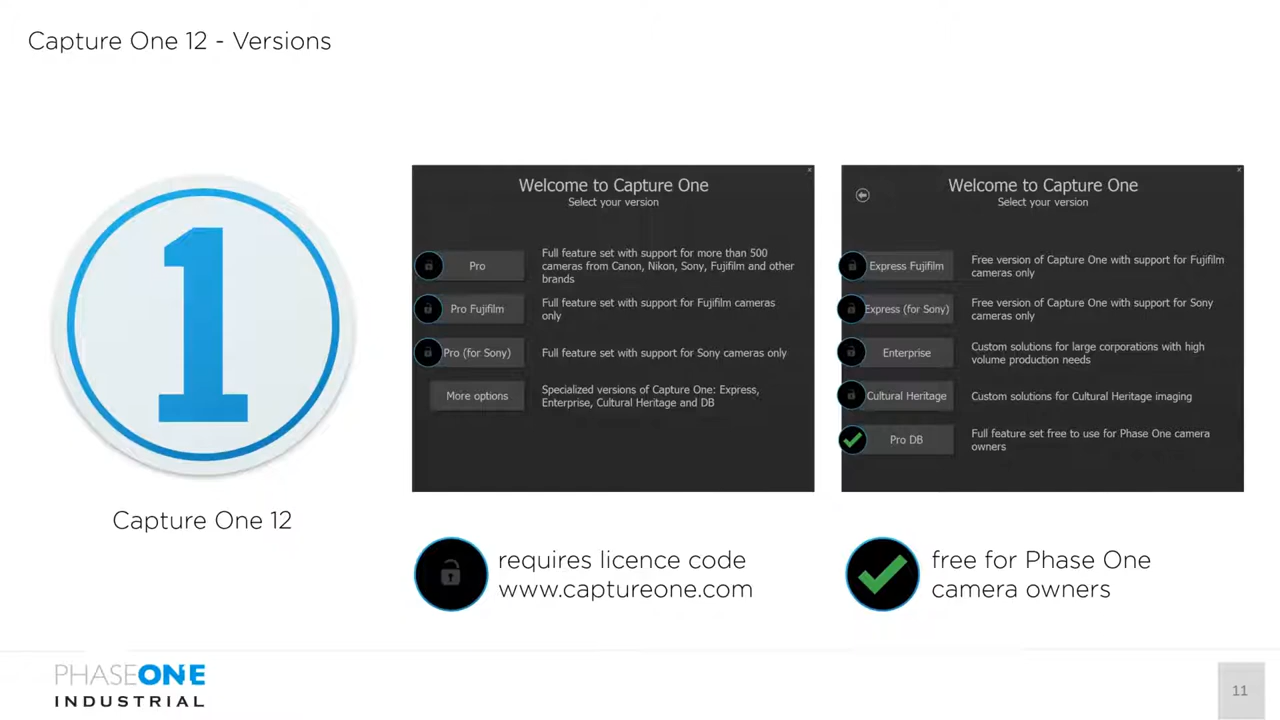 Capture One 12 - Versions
1
Capture One 12
Welcome to Capture One
Select your version
Pro
Full feature set with support for more than 500
cameras from Canon, Nikon, Sony, Fujifilm and other
brands
Pro Fujifilm
Full feature set with support for Fujifilm cameras
only
Pro (for Sony)
Full feature set with support for Sony cameras only
More options
Specialized versions of Capture One: Express,
Enterprise, Cultural Heritage and DB
Welcome to Capture One
Select your version
Express Fujifilm
Free version of Capture One with support for Fujifilm
cameras only
Express (for Sony)
Free version of Capture One with support for Sony
cameras only
Enterprise
Custom solutions for large corporations with high
volume production needs
Cultural Heritage
Custom solutions for Cultural Heritage imaging
Pro DB
Full feature set free to use for Phase One camera
owners
requires licence code
www.captureone.com
free for Phase One
camera owners
PHASEONE
INDUSTRIAL
11